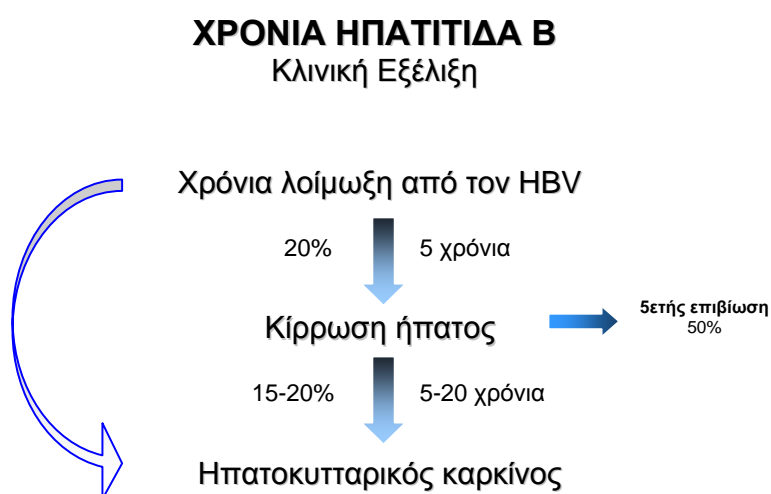 ΧΡΟΝΙΑ ΗΠΑΤΙΤΙΔΑ Β
Κλινική Εξέλιξη
Χρόνια λοίμωξη από τον HBV
20%
5 χρόνια
Κίρρωση ήπατος
5ετής επιβίωση
50%
15-20%
5-20 χρόνια
Ηπατοκυτταρικός καρκίνος